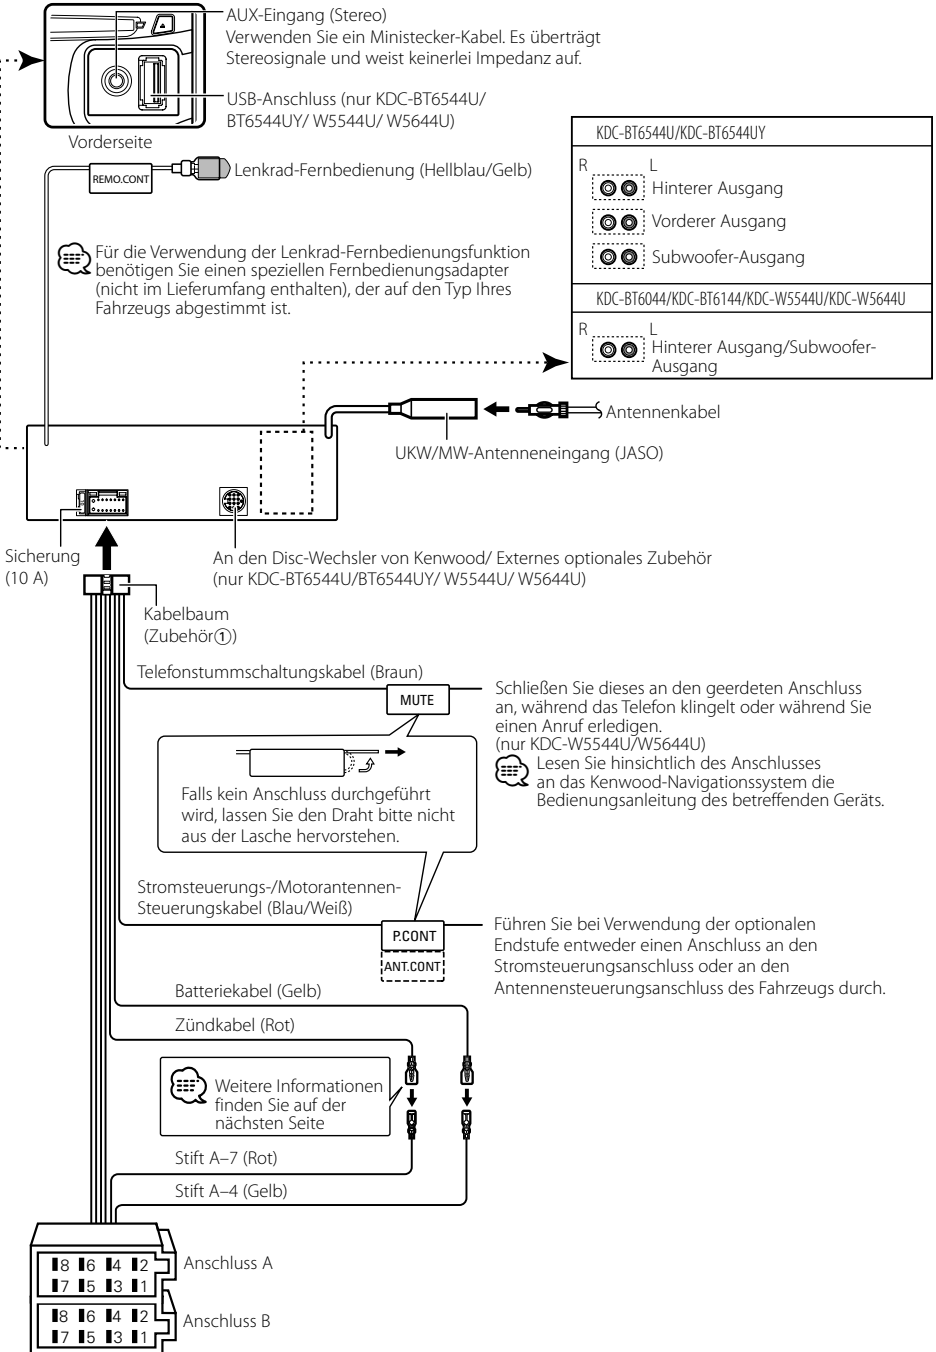 AUX-Eingang (Stereo)
Verwenden Sie ein Ministecker-Kabel. Es überträgt
Stereosignale und weist keinerlei Impedanz auf.
USB-Anschluss (nur KDC-BT6544U/
BT6544UY/ W5544U/ W5644U)
Vorderseite
REMO.CONT
Lenkrad-Fernbedienung (Hellblau/Gelb)
Für die Verwendung der Lenkrad-Fernbedienungsfunktion
benötigen Sie einen speziellen Fernbedienungsadapter
(nicht im Lieferumfang enthalten), der auf den Typ Ihres
Fahrzeugs abgestimmt ist.
KDC-BT6544U/KDC-BT6544UY
R L
Hinterer Ausgang
Vorderer Ausgang
Subwoofer-Ausgang
KDC-BT6044/KDC-BT6144/KDC-W5544U/KDC-W5644U
R L
Hinterer Ausgang/Subwoofer-
Ausgang
Antennenkabel
UKW/MW-Antenneneingang (JASO)
Sicherung
(10 A)
An den Disc-Wechsler von Kenwood/ Externes optionales Zubehör
(nur KDC-BT6544U/BT6544UY/ W5544U/ W5644U)
Kabelbaum
(Zubehör①)
Telefonstummschaltungskabel (Braun)
MUTE
Schließen Sie dieses an den geerdeten Anschluss
an, während das Telefon klingelt oder während Sie
einen Anruf erledigen.
(nur KDC-W5544U/W5644U)
Lesen Sie hinsichtlich des Anschlusses
an das Kenwood-Navigationssystem die
Bedienungsanleitung des betreffenden Geräts.
Falls kein Anschluss durchgeführt
wird, lassen Sie den Draht bitte nicht
aus der Lasche hervorstehen.
Stromsteuerungs-/Motorantennen-
Steuerungskabel (Blau/Weiß)
P.CONT
ANT.CONT
Führen Sie bei Verwendung der optionalen
Endstufe entweder einen Anschluss an den
Stromsteuerungsanschluss oder an den
Antennensteuerungsanschluss des Fahrzeugs durch.
Batteriekabel (Gelb)
Zündkabel (Rot)
Weitere Informationen
finden Sie auf der
nächsten Seite
Stift A–7 (Rot)
Stift A–4 (Gelb)
8 6 4 2
7 5 3 1
Anschluss A
8 6 4 2
7 5 3 1
Anschluss B